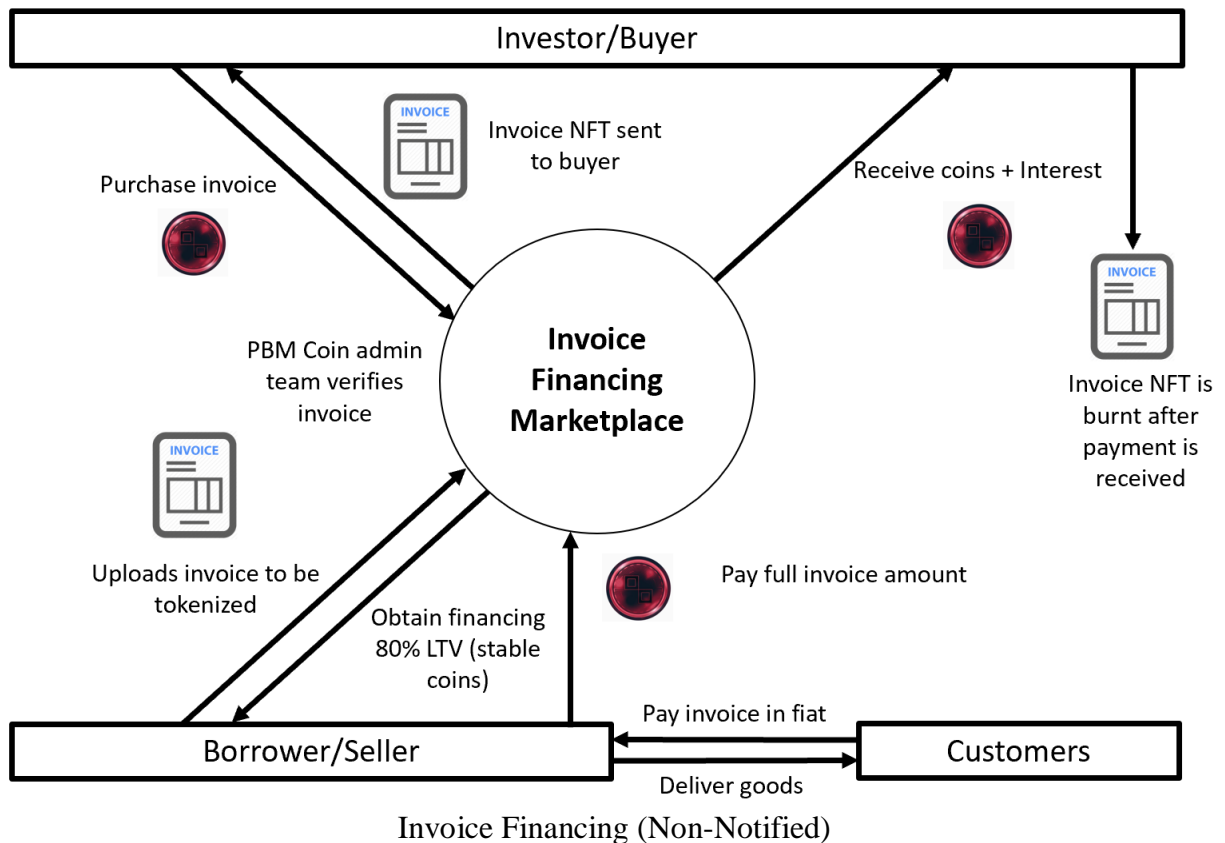 Investor/Buyer
INVOICE
Invoice NFT sent
to buyer
Purchase invoice
Receive coins + Interest
INVOICE
Invoice NFT is
burnt after
payment is
received
Invoice
Financing
Marketplace
PBM Coin admin
team verifies
invoice
INVOICE
Uploads invoice to be
tokenized
Obtain financing
80% LTV (stable
coins)
Pay full invoice amount
Borrower/Seller
Pay invoice in fiat
Deliver goods
Customers
Invoice Financing (Non-Notified)